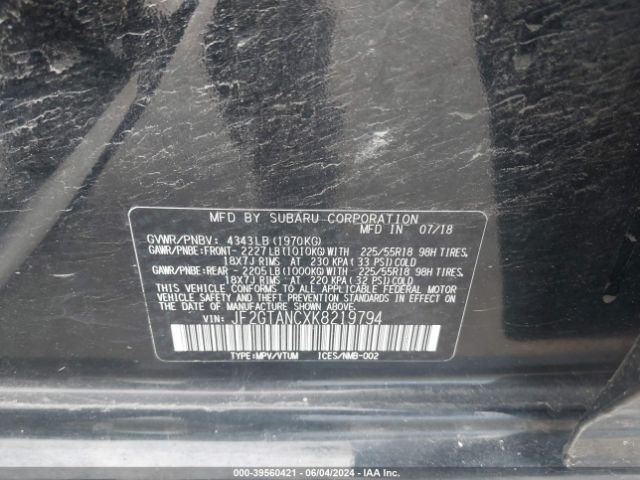 MFD BY SUBARU CORPORATION
MFD IN 07/18
GVWR/PNBV: 4343LB(1970KG)
GAWR/PNBE:FRONT- 2227LB(1010KG)WITH 225/55R18 98H TIRES,
18X7J RIMS AT 230 KPA(33 PSI)COLD
GAWR/PNBE:REAR - 2205LB(1000KG)WITH 225/55R18 98H TIRES,
18X7J RIMS AT 220 KPA(32 PSI)COLD
THIS VEHICLE CONFORMS TO ALL APPLICABLE FEDERAL MOTOR
VEHICLE SAFETY AND THEFT PREVENTION STANDARDS IN EFFECT ON
THE DATE OF MANUFACTURE SHOWN ABOVE.
VIN: JF2GTANCXK8219794
TYPE:MPV/VTUM ICES/NMB-002
000-39560421 - 06/04/2024 - IAA Inc.